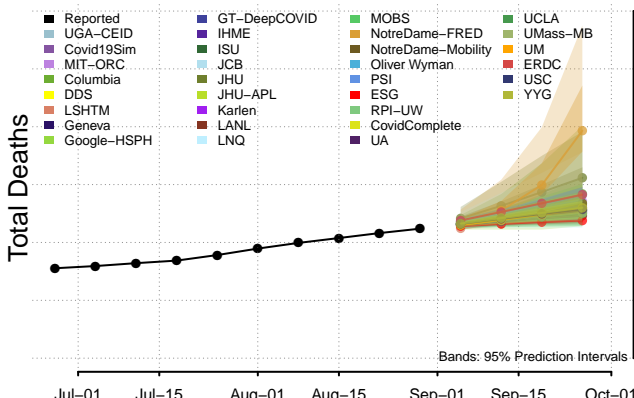 Reported
UGA−CEID
Covid19Sim
MIT−ORC
Columbia
DDS
LSHTM
Geneva
Google−HSPH
GT−DeepCOVID
IHME
ISU
JCB
JHU
JHU−APL
Karlen
LANL
LNQ
MOBS
NotreDame−FRED
NotreDame−Mobility
Oliver Wyman
PSI
ESG
RPI−UW
CovidComplete
UA
UCLA
UMass−MB
UM
ERDC
USC
YYG
Total Deaths
Bands: 95% Prediction Intervals
Jul−01
Jul−15
Aug−01
Aug−15
Sep−01
Sep−15
Oct−01